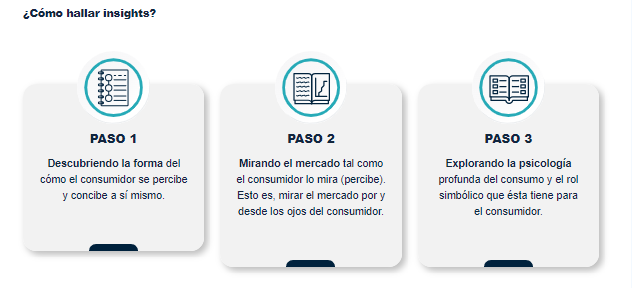 ¿Cómo hallar insights?
PASO 1
Descubriendo la forma del
cómo el consumidor se percibe
y concibe a sí mismo.
PASO 2
Mirando el mercado tal como
el consumidor lo mira (percibe).
Esto es, mirar el mercado por y
desde los ojos del consumidor.
PASO 3
Explorando la psicología
profunda del consumo y el rol
simbólico que ésta tiene para
el consumidor.